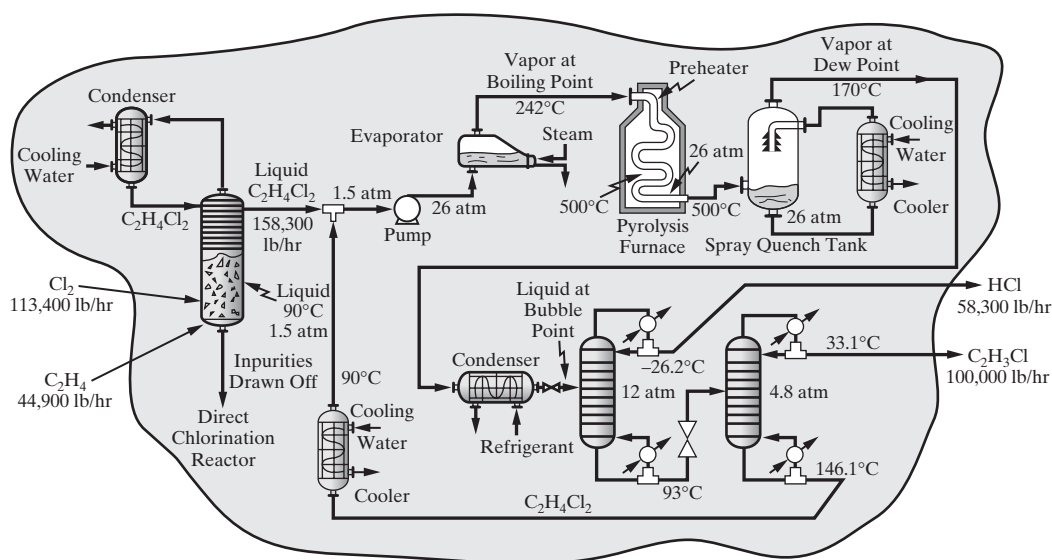 Condenser
Cooling
Water
C2H4Cl2
Liquid
C2H4Cl2
158,300
lb/hr
1.5 atm
Pump
26 atm
Evaporator
Vapor at
Boiling Point
242°C
Steam
Preheater
26 atm
500°C
500°C
Pyrolysis
Furnace
Vapor at
Dew Point
170°C
Cooling
Water
Cooler
26 atm
Spray Quench Tank
Cl2
113,400 lb/hr
C2H4
44,900 lb/hr
Liquid
90°C
1.5 atm
Inpurities
Drawn Off
Direct
Chlorination
Reactor
90°C
Cooling
Water
Cooler
Condenser
Refrigerant
Liquid at
Bubble
Point
12 atm
–26.2°C
93°C
4.8 atm
33.1°C
146.1°C
C2H4Cl2
HCl
58,300 lb/hr
C2H3Cl
100,000 lb/hr